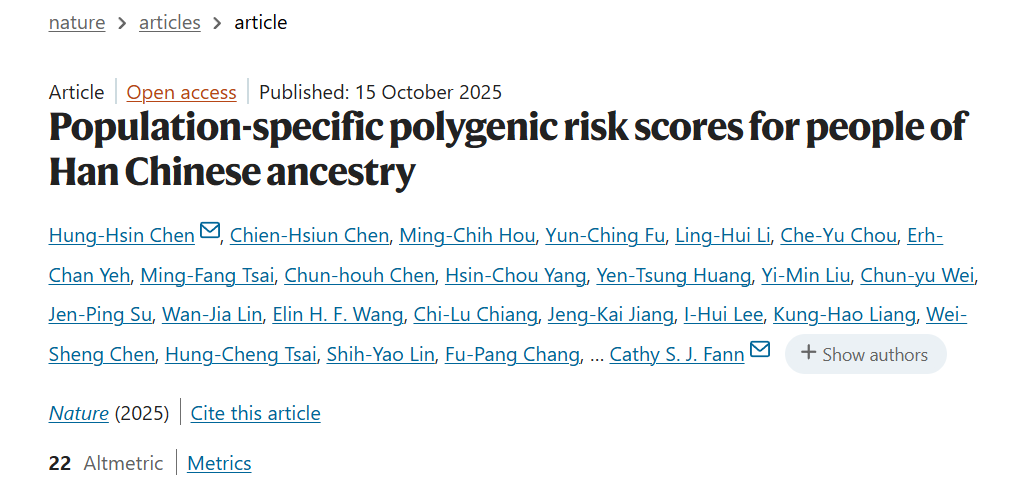 nature > articles > article
Article | Open access | Published: 15 October 2025
Population-specific polygenic risk scores for people of
Han Chinese ancestry
Hung-Hsin Chen, Chien-Hsiun Chen, Ming-Chih Hou, Yun-Ching Fu, Ling-Hui Li, Che-Yu Chou, Erh-
Chan Yeh, Ming-Fang Tsai, Chun-houh Chen, Hsin-Chou Yang, Yen-Tsung Huang, Yi-Min Liu, Chun-yu Wei,
Jen-Ping Su, Wan-Jia Lin, Elin H. F. Wang, Chi-Lu Chiang, Jeng-Kai Jiang, I-Hui Lee, Kung-Hao Liang, Wei-
Sheng Chen, Hung-Cheng Tsai, Shih-Yao Lin, Fu-Pang Chang, ... Cathy S. J. Fann + Show authors
Nature (2025) | Cite this article
22 Altmetric | Metrics